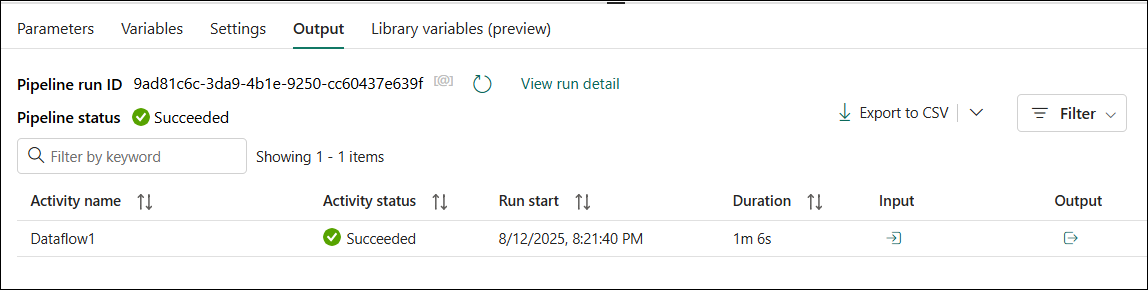 Parameters Variables Settings Output Library variables (preview)
Pipeline run ID 9ad81c6c-3da9-4b1e-9250-cc60437e639f [@] View run detail
Pipeline status Succeeded
Export to CSV Filter
Filter by keyword Showing 1 - 1 items
Activity name Activity status Run start Duration Input Output
Dataflow1 Succeeded 8/12/2025, 8:21:40 PM 1m 6s